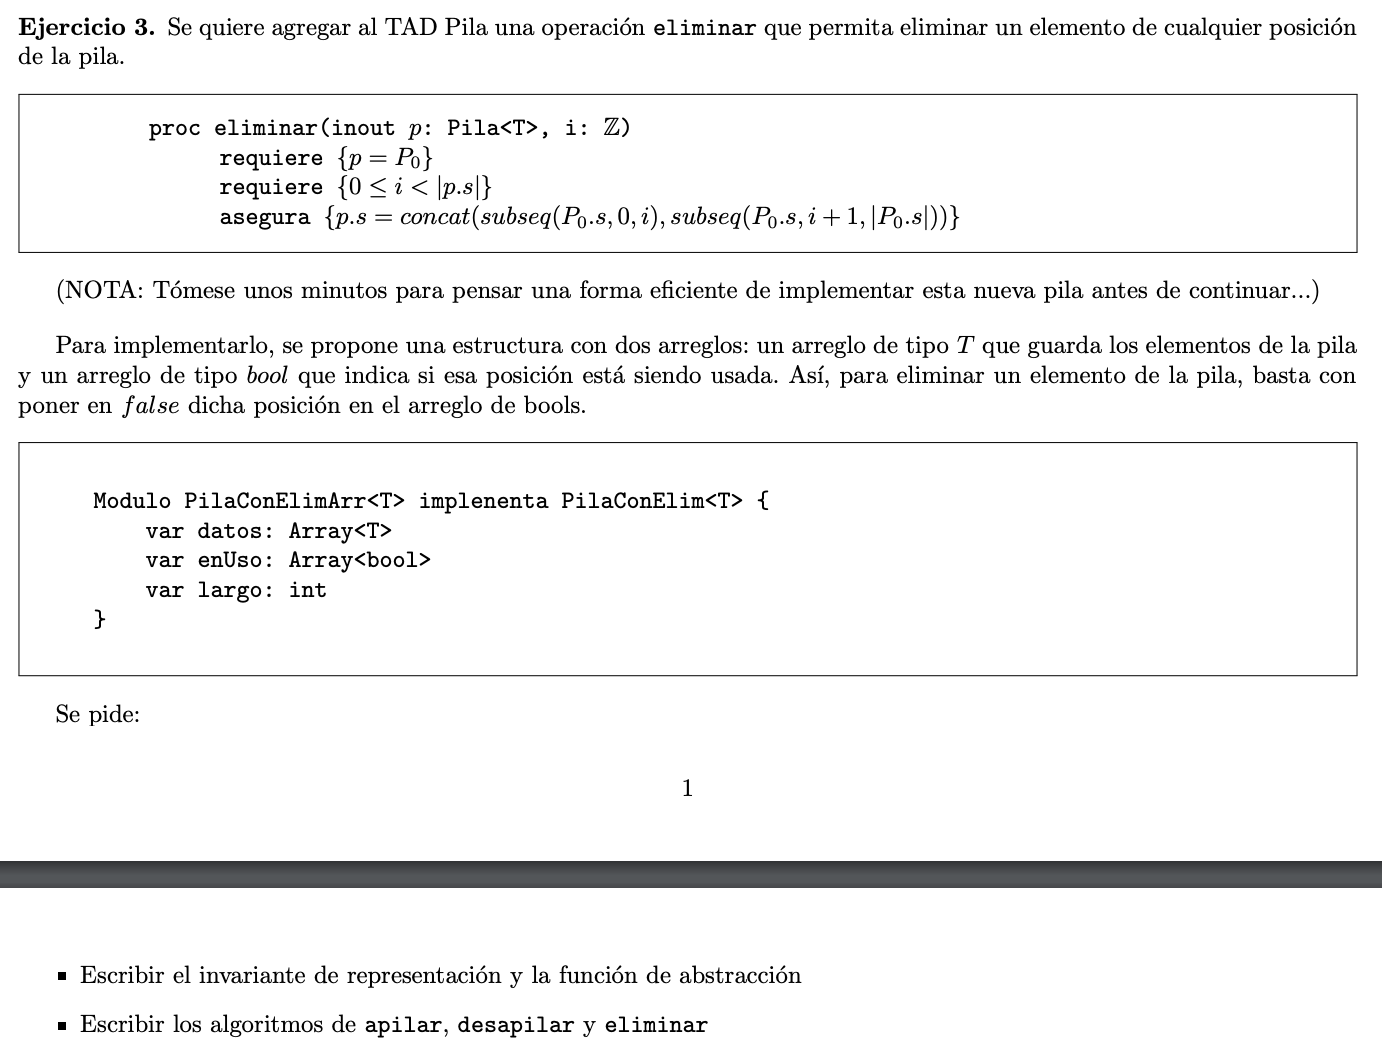 Ejercicio 3. Se quiere agregar al TAD Pila una operación eliminar que permita eliminar un elemento de cualquier posición
de la pila.
proc eliminar(inout p: Pila<T>, i: ℤ)
requiere {p = P₀}
requiere {0 ≤ i < |p.s|}
asegura {p.s = concat(subseq(P₀.s, 0, i), subseq(P₀.s, i + 1, |P₀.s|))}
(NOTA: Tómese unos minutos para pensar una forma eficiente de implementar esta nueva pila antes de continuar...)
Para implementarlo, se propone una estructura con dos arreglos: un arreglo de tipo T que guarda los elementos de la pila
y un arreglo de tipo bool que indica si esa posición está siendo usada. Así, para eliminar un elemento de la pila, basta con
poner en false dicha posición en el arreglo de bools.
Modulo PilaConElimArr<T> implenenta PilaConElim<T> {
var datos: Array<T>
var enUso: Array<bool>
var largo: int
}
Se pide:
1
▪ Escribir el invariante de representación y la función de abstracción
▪ Escribir los algoritmos de apilar, desapilar y eliminar